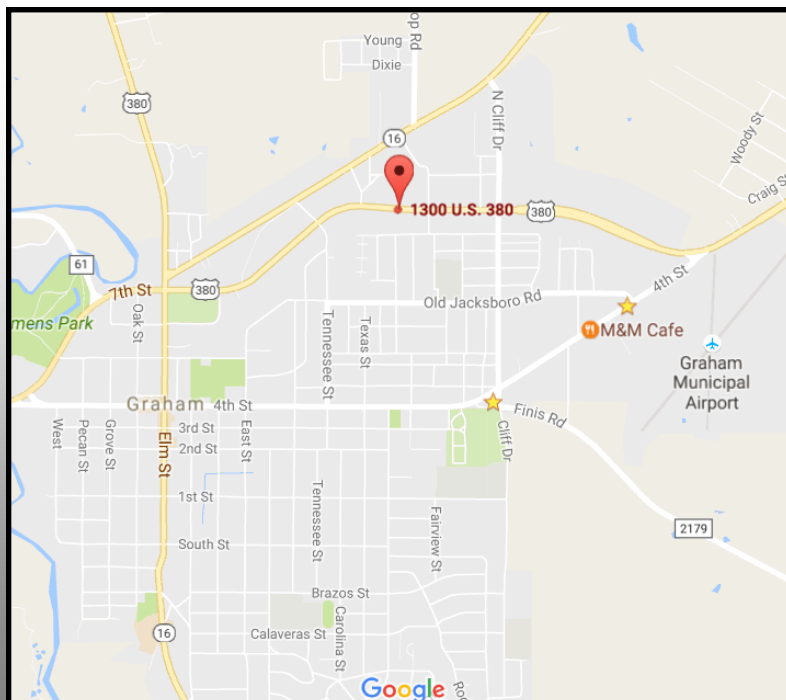 Young
op Rd
Dixie
380
N Cliff Dr
16
Woody St
Craig St
1300 U.S. 380
380
61
7th St
380
4th St
Old Jacksboro Rd
mens Park
Oak St
Tennessee St
Texas St
M&M Cafe
Graham
Municipal
Airport
Graham
4th St
Finis Rd
West
Pecan St
Grove St
Elm St
3rd St
East St
2nd St
Cliff Dr
1st St
Tennessee St
Fairview St
2179
South St
Brazos St
16
Calaveras St
Carolina St
Google